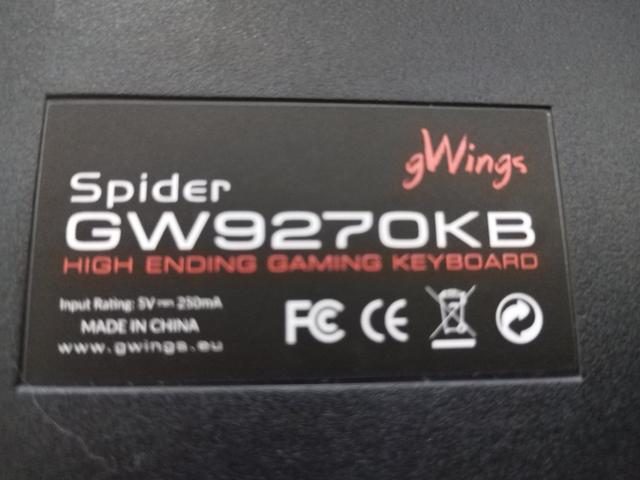 gWings
Spider
GW9270KB
HIGH ENDING GAMING KEYBOARD
Input Rating: 5V 250mA
MADE IN CHINA
www.gwings.eu
FC CE